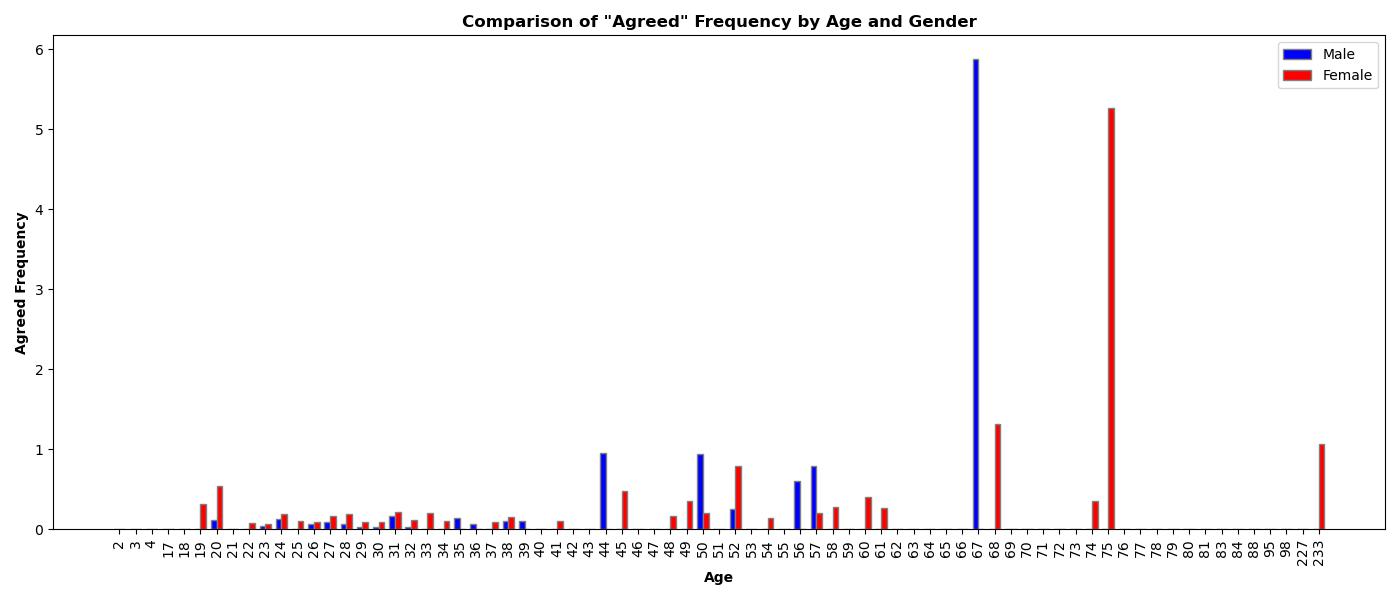 Comparison of "Agreed" Frequency by Age and Gender
Male
Female
Agreed Frequency
6
5
4
3
2
1
0
2 3 4 17 18 19 20 21 22 23 24 25 26 27 28 29 30 31 32 33 34 35 36 37 38 39 40 41 42 43 44 45 46 47 48 49 50 51 52 53 54 55 56 57 58 59 60 61 62 63 64 65 66 67 68 69 70 71 72 73 74 75 76 77 78 79 80 81 83 84 88 95 98 227 233
Age